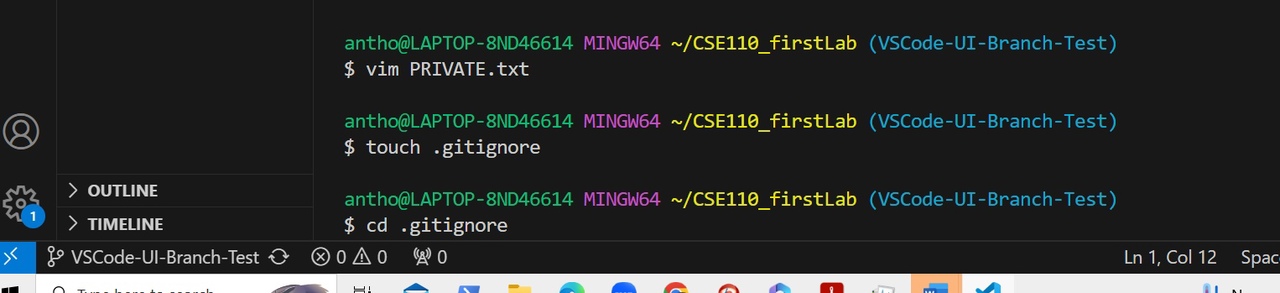 antho@LAPTOP-8ND46614 MINGW64 ~/CSE110_firstLab (VSCode-UI-Branch-Test)
$ vim PRIVATE.txt
antho@LAPTOP-8ND46614 MINGW64 ~/CSE110_firstLab (VSCode-UI-Branch-Test)
$ touch .gitignore
OUTLINE
antho@LAPTOP-8ND46614 MINGW64 ~/CSE110_firstLab (VSCode-UI-Branch-Test)
1
TIMELINE
$ cd .gitignore
VSCode-UI-Branch-Test 0 0 0 Ln 1, Col 12 Spac
Type here to search